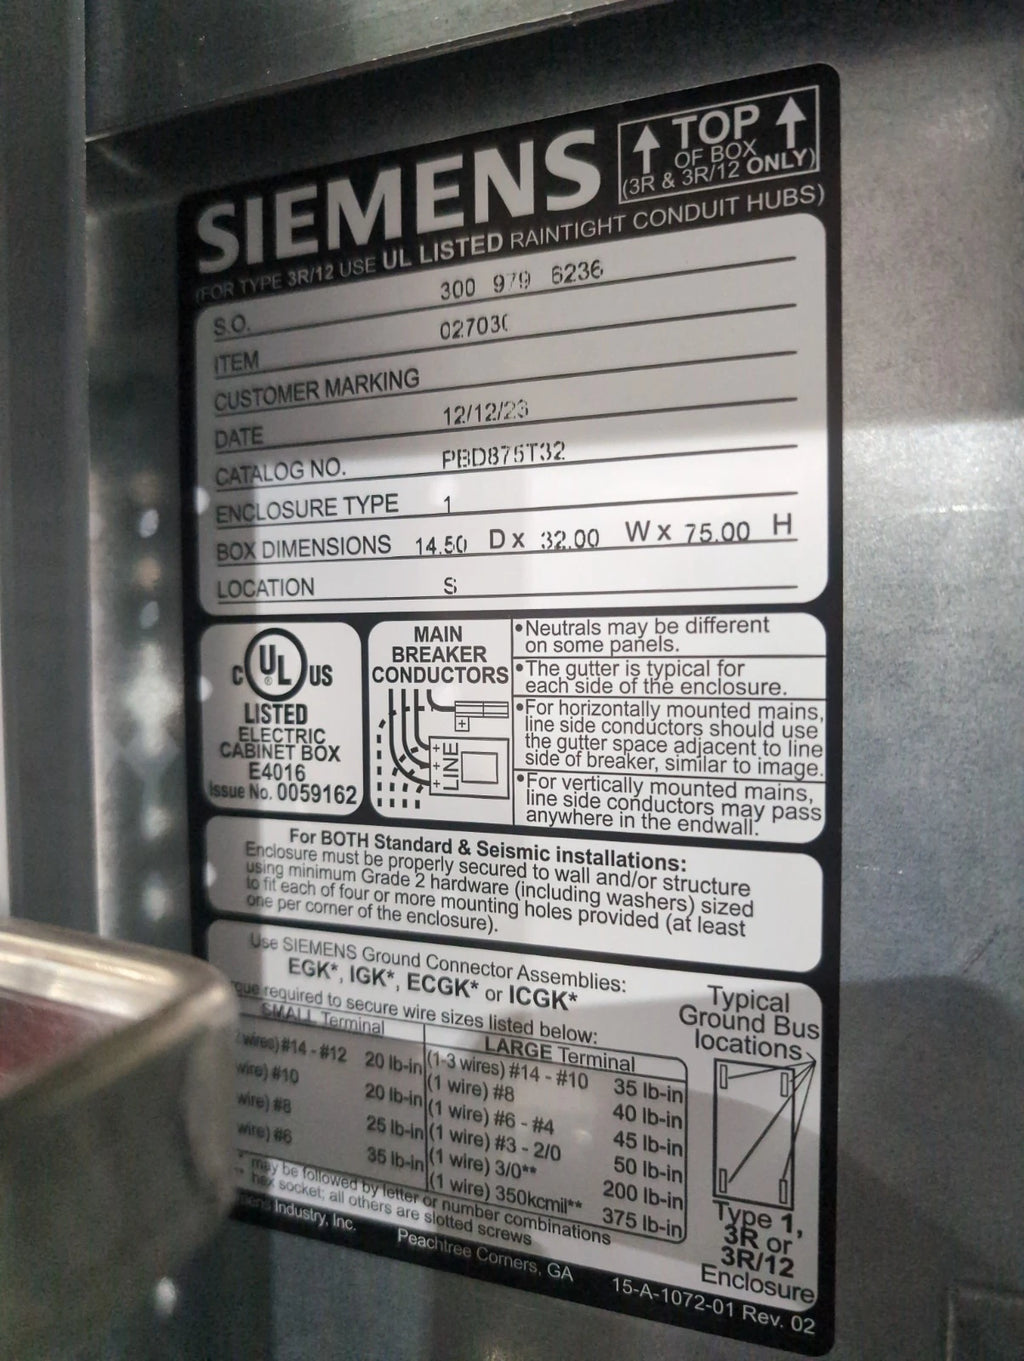 SIEMENS
TOP
OF BOX
(3R & 3R/12 ONLY)
(FOR TYPE 3R/12 USE UL LISTED RAINTIGHT CONDUIT HUBS)
S.O. 300 979 6236
ITEM 02703
CUSTOMER MARKING
DATE 12/12/23
CATALOG NO. PBD875T32
ENCLOSURE TYPE 1
BOX DIMENSIONS 14.50 D x 32.00 W x 75.00 H
LOCATION S
C UL US
®
LISTED
ELECTRIC
CABINET BOX
E4016
Issue No. 0059162
MAIN
BREAKER
CONDUCTORS
LINE
•Neutrals may be different
on some panels.
•The gutter is typical for
each side of the enclosure.
•For horizontally mounted mains,
line side conductors should use
the gutter space adjacent to line
side of breaker, similar to image.
•For vertically mounted mains,
line side conductors may pass
anywhere in the endwall.
For BOTH Standard & Seismic installations:
Enclosure must be properly secured to wall and/or structure
using minimum Grade 2 hardware (including washers) sized
to fit each of four or more mounting holes provided (at least
one per corner of the enclosure).
Use SIEMENS Ground Connector Assemblies:
EGK*, IGK*, ECGK* or ICGK*
required to secure wire sizes listed below:
SMALL Terminal
wires) #14 - #12 20 lb-in
wire) #10 20 lb-in
wire) #8 25 lb-in
wire) #6 35 lb-in
LARGE Terminal
(1-3 wires) #14 - #10 35 lb-in
(1 wire) #8 40 lb-in
(1 wire) #6 - #4 45 lb-in
(1 wire) #3 - 2/0 50 lb-in
(1 wire) 3/0** 200 lb-in
(1 wire) 350kcmil** 375 lb-in
* may be followed by letter or number combinations
** hex socket; all others are slotted screws
Typical
Ground Bus
locations
Type 1,
3R or
3R/12
Enclosure
Industry, Inc.
Peachtree Corners, GA
15-A-1072-01 Rev. 02